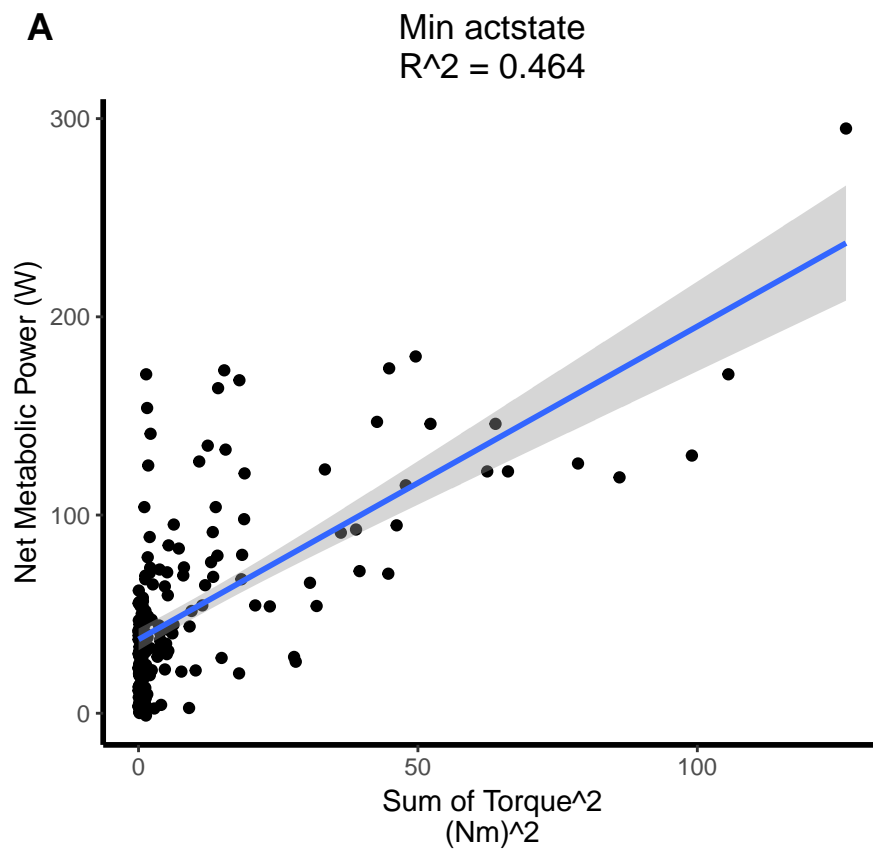 A
Min actstate
R^2 = 0.464
Net Metabolic Power (W)
300
200
100
0
0
50
100
Sum of Torque^2
(Nm)^2